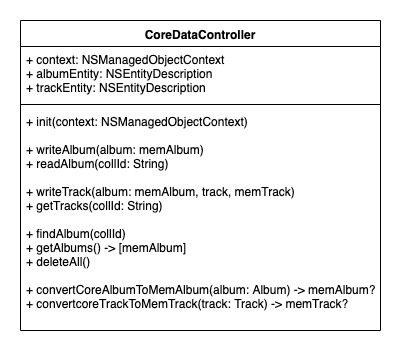 CoreDataController
+ context: NSManagedObjectContext
+ albumEntity: NSEntityDescription
+ trackEntity: NSEntityDescription
+ init(context: NSManagedObjectContext)
+ writeAlbum(album: memAlbum)
+ readAlbum(collId: String)
+ writeTrack(album: memAlbum, track, memTrack)
+ getTracks(collId: String)
+ findAlbum(collId)
+ getAlbums() -> [memAlbum]
+ deleteAll()
+ convertCoreAlbumToMemAlbum(album: Album) -> memAlbum?
+ convertcoreTrackToMemTrack(track: Track) -> memTrack?